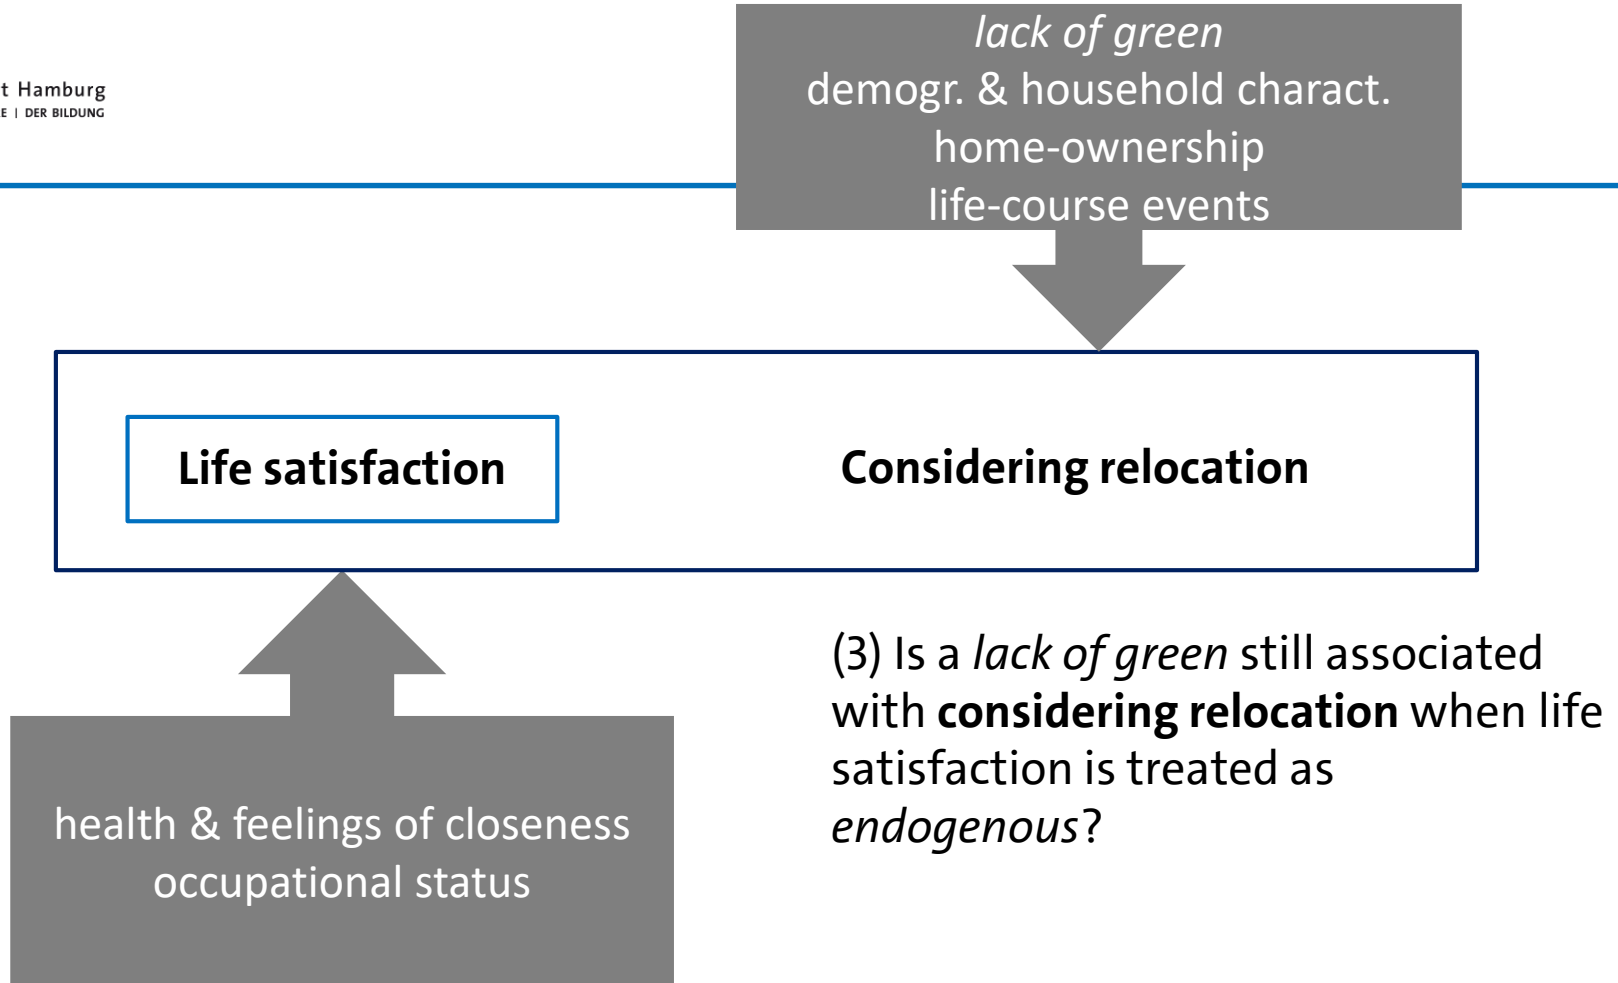 t Hamburg
E | DER BILDUNG
lack of green
demogr. & household charact.
home-ownership
life-course events
Life satisfaction
Considering relocation
(3) Is a lack of green still associated
with considering relocation when life
satisfaction is treated as
endogenous?
health & feelings of closeness
occupational status